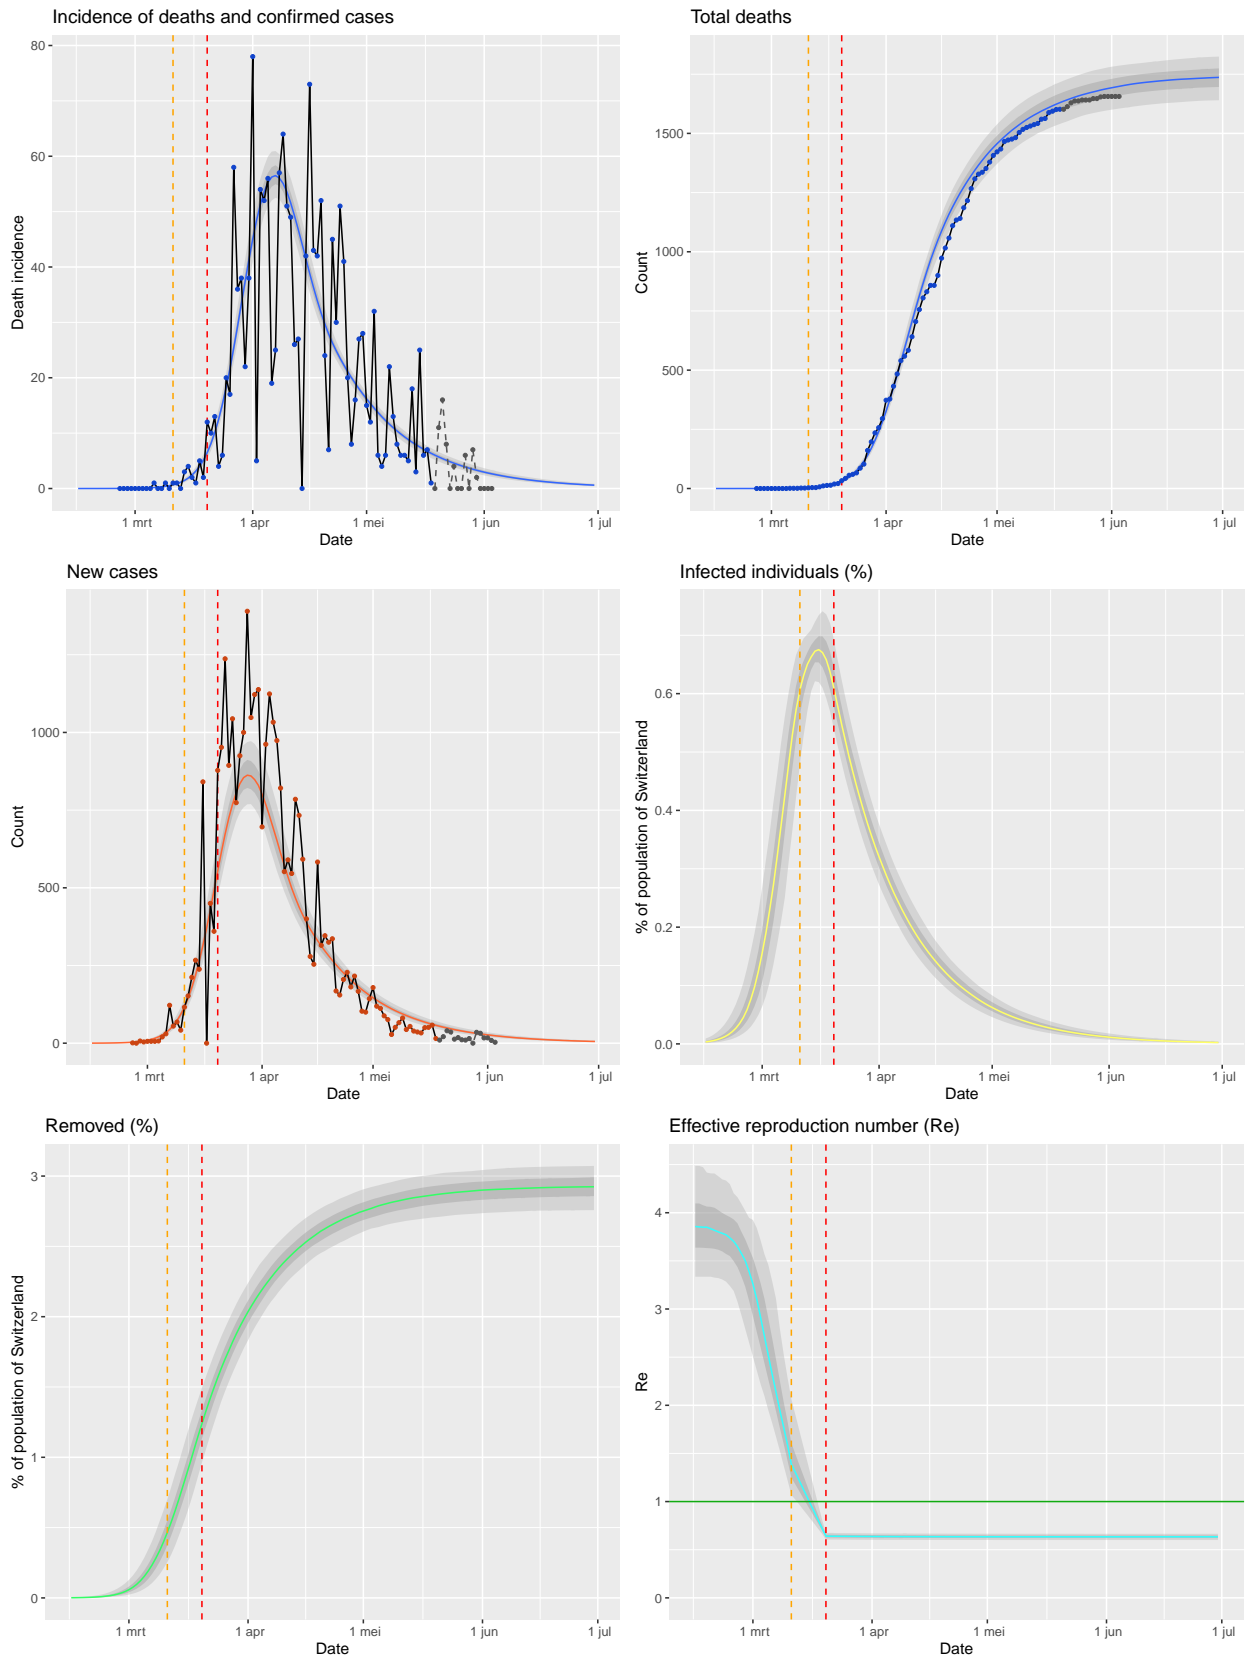 Incidence of deaths and confirmed cases
Death incidence
80
60
40
20
0
1 mrt 1 apr 1 mei 1 jun 1 jul
Date
Total deaths
Count
1500
1000
500
0
1 mrt 1 apr 1 mei 1 jun 1 jul
Date
New cases
Count
1000
500
0
1 mrt 1 apr 1 mei 1 jun 1 jul
Date
Infected individuals (%)
% of population of Switzerland
0.6
0.4
0.2
0.0
1 mrt 1 apr 1 mei 1 jun 1 jul
Date
Removed (%)
% of population of Switzerland
3
2
1
0
1 mrt 1 apr 1 mei 1 jun 1 jul
Date
Effective reproduction number (Re)
Re
4
3
2
1
0
1 mrt 1 apr 1 mei 1 jun 1 jul
Date